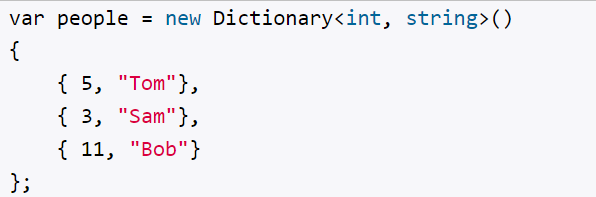 var people = new Dictionary<int, string>()
{
    { 5, "Tom"},
    { 3, "Sam"},
    { 11, "Bob"}
};